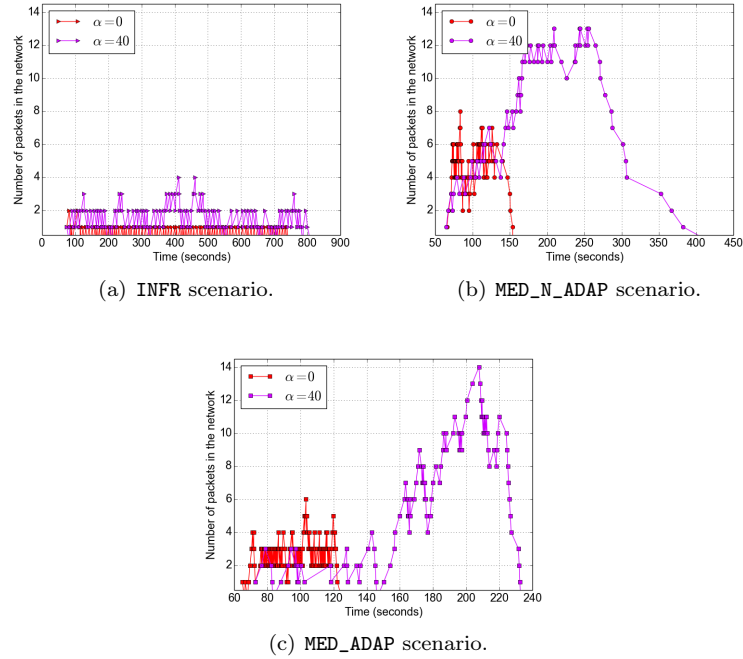 14
12
10
8
6
4
2
Number of packets in the network
α=0
α=40
0 100 200 300 400 500 600 700 800 900
Time (seconds)
(a) INFR scenario.
14
12
10
8
6
4
2
Number of packets in the network
α=0
α=40
50 100 150 200 250 300 350 400 450
Time (seconds)
(b) MED_N_ADAP scenario.
14
12
10
8
6
4
2
Number of packets in the network
α=0
α=40
60 80 100 120 140 160 180 200 220 240
Time (seconds)
(c) MED_ADAP scenario.